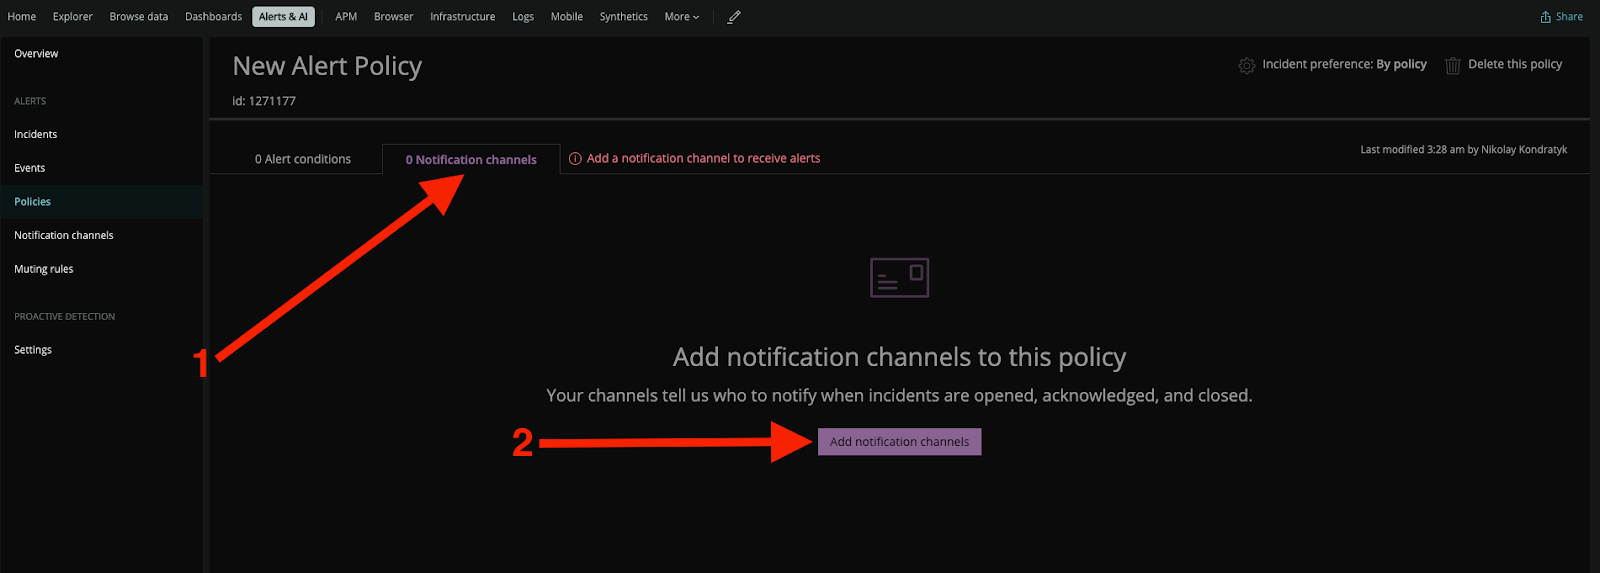 Home Explorer Browse data Dashboards Alerts & AI APM Browser Infrastructure Logs Mobile Synthetics More Share
Overview
ALERTS
Incidents
Events
Policies
Notification channels
Muting rules
PROACTIVE DETECTION
Settings
New Alert Policy
id: 1271177
Incident preference: By policy Delete this policy
0 Alert conditions 0 Notification channels Add a notification channel to receive alerts
Last modified 3:28 am by Nikolay Kondratyk
1
Add notification channels to this policy
Your channels tell us who to notify when incidents are opened, acknowledged, and closed.
2 Add notification channels